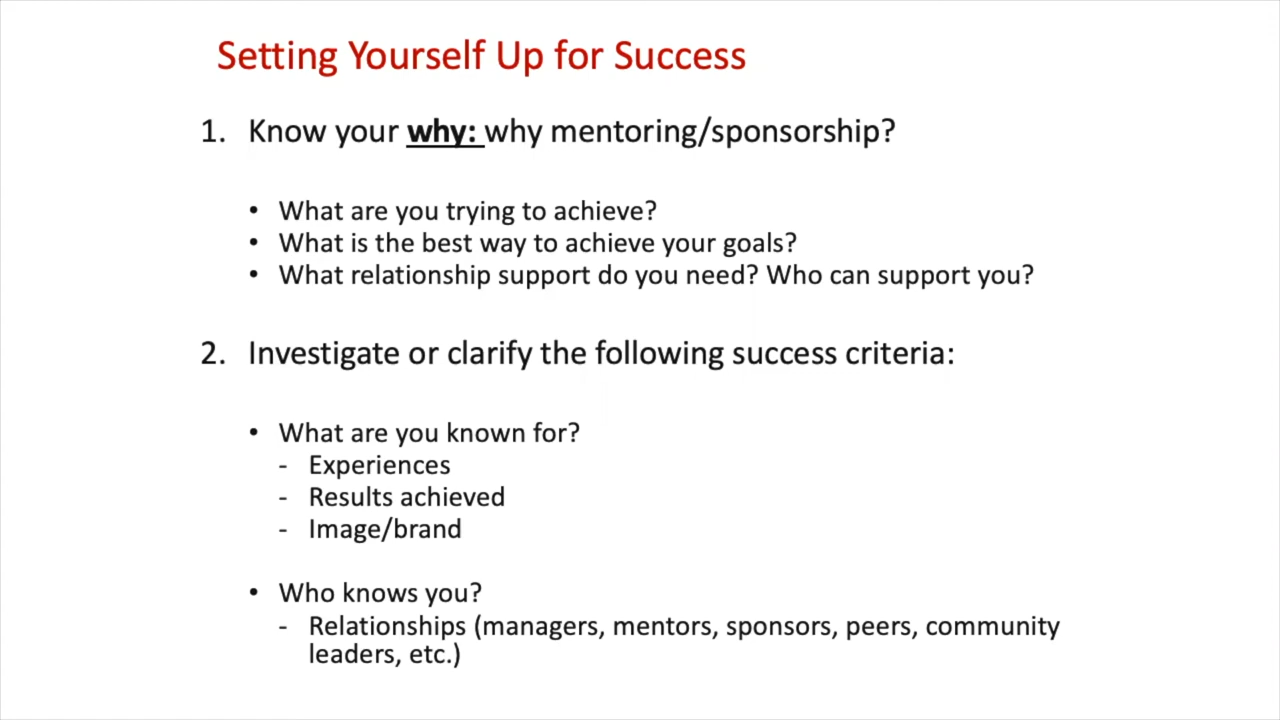 Setting Yourself Up for Success
1. Know your why: why mentoring/sponsorship?
• What are you trying to achieve?
• What is the best way to achieve your goals?
• What relationship support do you need? Who can support you?
2. Investigate or clarify the following success criteria:
• What are you known for?
- Experiences
- Results achieved
- Image/brand
• Who knows you?
- Relationships (managers, mentors, sponsors, peers, community
leaders, etc.)